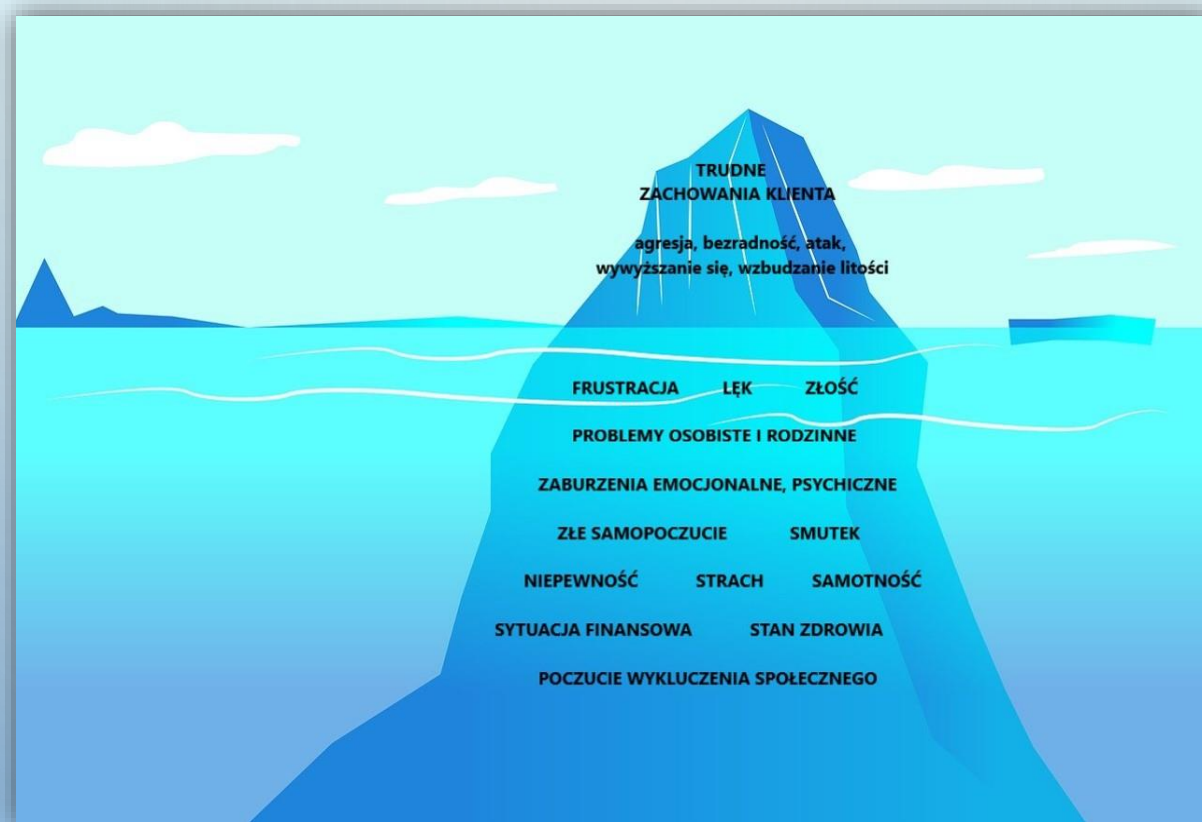 TRUDNE
ZACHOWANIA KLIENTA
agresja, bezradność, atak,
wywyższanie się, wzbudzanie litości
FRUSTRACJA LĘK ZŁOŚĆ
PROBLEMY OSOBISTE I RODZINNE
ZABURZENIA EMOCJONALNE, PSYCHICZNE
ZŁE SAMOPOCZUCIE SMUTEK
NIEPEWNOŚĆ STRACH SAMOTNOŚĆ
SYTUACJA FINANSOWA STAN ZDROWIA
POCZUCIE WYKLUCZENIA SPOŁECZNEGO